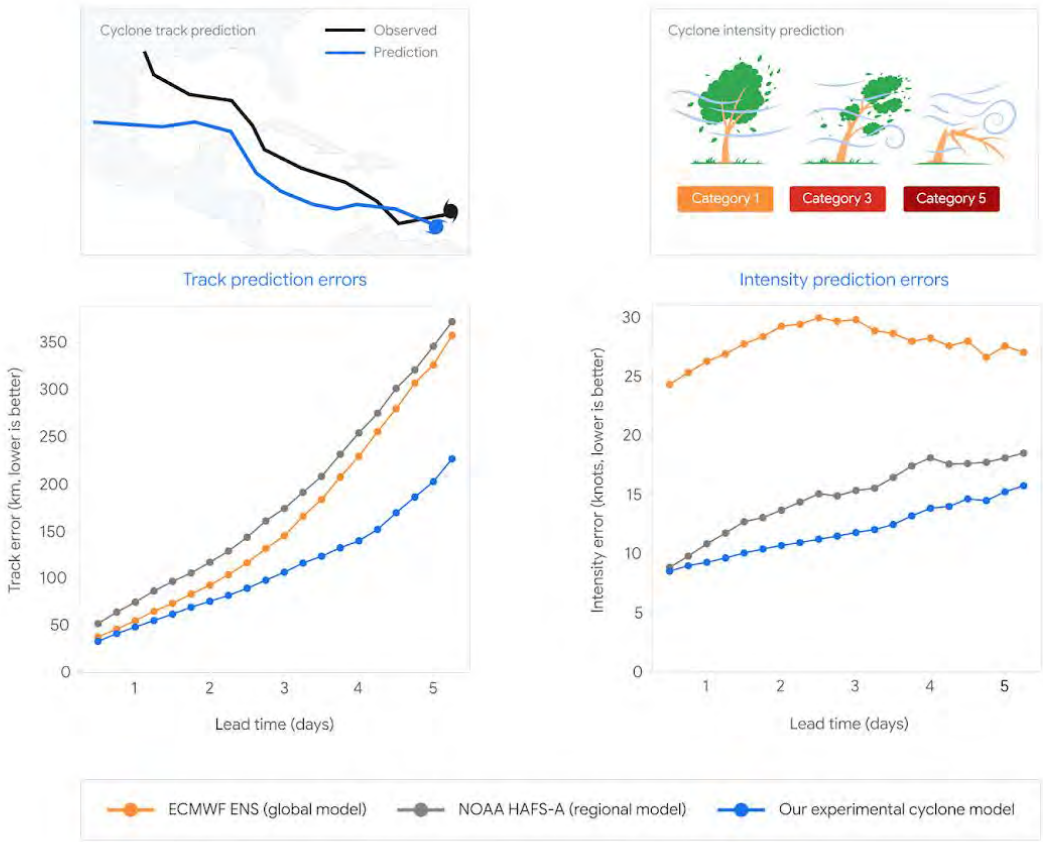 Cyclone track prediction
Observed
Prediction
Cyclone intensity prediction
Category 1
Category 3
Category 5
Track prediction errors
Intensity prediction errors
Track error (km, lower is better)
350
300
250
200
150
100
50
0
1 2 3 4 5
Lead time (days)
Intensity error (knots, lower is better)
30
25
20
15
10
5
0
1 2 3 4 5
Lead time (days)
ECMWF ENS (global model)
NOAA HAFS-A (regional model)
Our experimental cyclone model